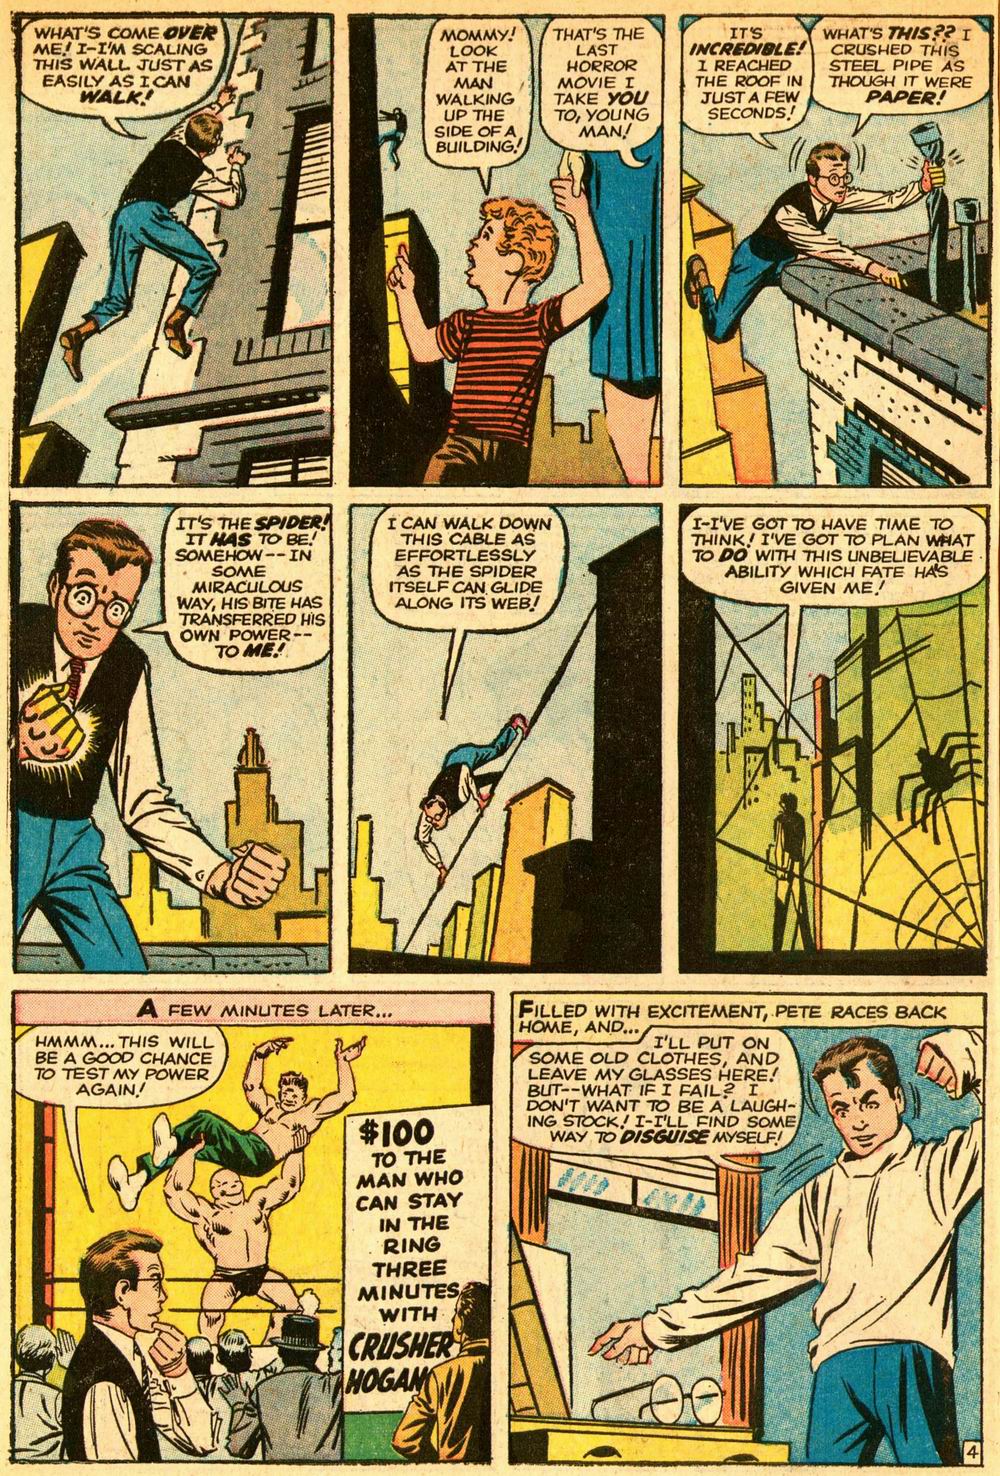 WHAT'S COME OVER
ME! I-I'M SCALING
THIS WALL JUST AS
EASILY AS I CAN
WALK!
MOMMY!
LOOK
AT THE
MAN
WALKING
UP THE
SIDE OF A
BUILDING!
THAT'S THE
LAST
HORROR
MOVIE I
TAKE YOU
TO, YOUNG
MAN!
IT'S
INCREDIBLE!
I REACHED
THE ROOF IN
JUST A FEW
SECONDS!
WHAT'S THIS?? I
CRUSHED THIS
STEEL PIPE AS
THOUGH IT WERE
PAPER!
IT'S THE SPIDER!
IT HAS TO BE!
SOMEHOW--IN
SOME
MIRACULOUS
WAY, HIS BITE HAS
TRANSFERRED HIS
OWN POWER--
TO ME!
I CAN WALK DOWN
THIS CABLE AS
EFFORTLESSLY
AS THE SPIDER
ITSELF CAN GLIDE
ALONG ITS WEB!
I-I'VE GOT TO HAVE TIME TO
THINK! I'VE GOT TO PLAN WHAT
TO DO WITH THIS UNBELIEVABLE
ABILITY WHICH FATE HAS
GIVEN ME!
A FEW MINUTES LATER...
HMMM...THIS WILL
BE A GOOD CHANCE
TO TEST MY POWER
AGAIN!
$100
TO THE
MAN WHO
CAN STAY
IN THE
RING
THREE
MINUTES
WITH
CRUSHER
HOGAN
FILLED WITH EXCITEMENT, PETE RACES BACK
HOME, AND...
I'LL PUT ON
SOME OLD CLOTHES, AND
LEAVE MY GLASSES HERE!
BUT--WHAT IF I FAIL? I
DON'T WANT TO BE A LAUGH-
ING STOCK! I-I'LL FIND SOME
WAY TO DISGUISE MYSELF!
4